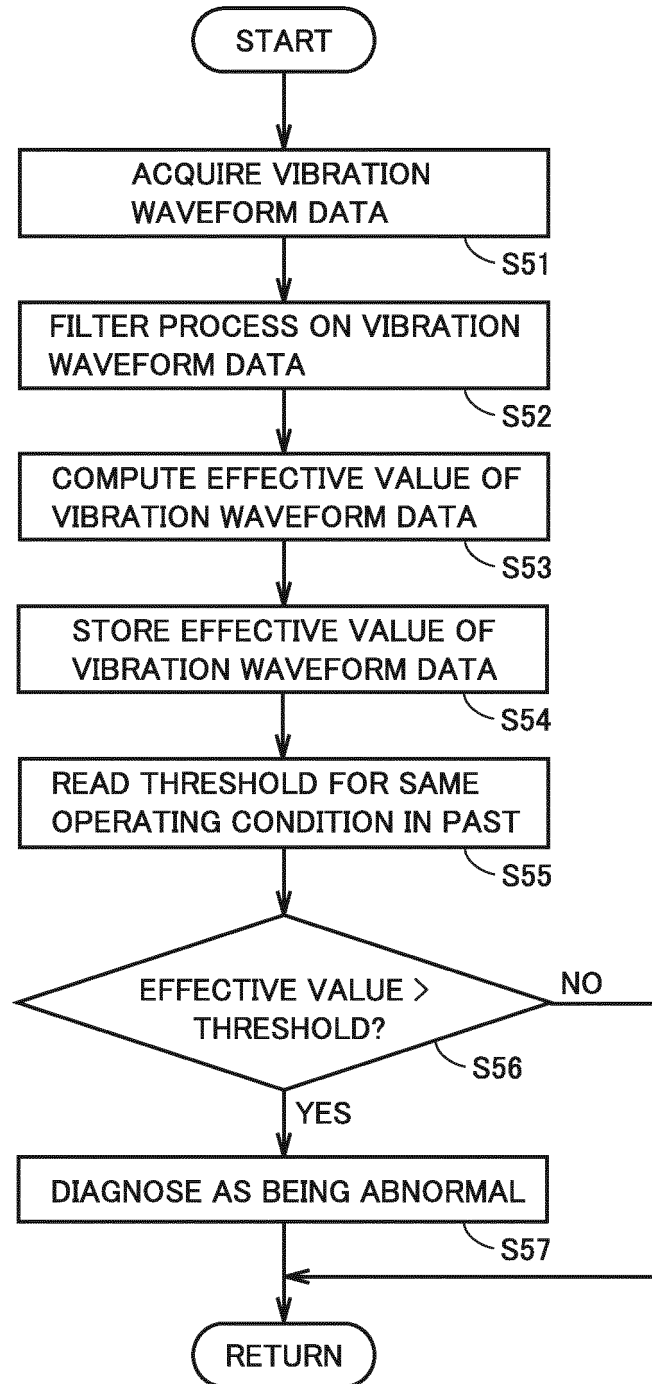 START
ACQUIRE VIBRATION
WAVEFORM DATA
S51
FILTER PROCESS ON VIBRATION
WAVEFORM DATA
S52
COMPUTE EFFECTIVE VALUE OF
VIBRATION WAVEFORM DATA
S53
STORE EFFECTIVE VALUE OF
VIBRATION WAVEFORM DATA
S54
READ THRESHOLD FOR SAME
OPERATING CONDITION IN PAST
S55
EFFECTIVE VALUE >
THRESHOLD?
NO
S56
YES
DIAGNOSE AS BEING ABNORMAL
S57
RETURN